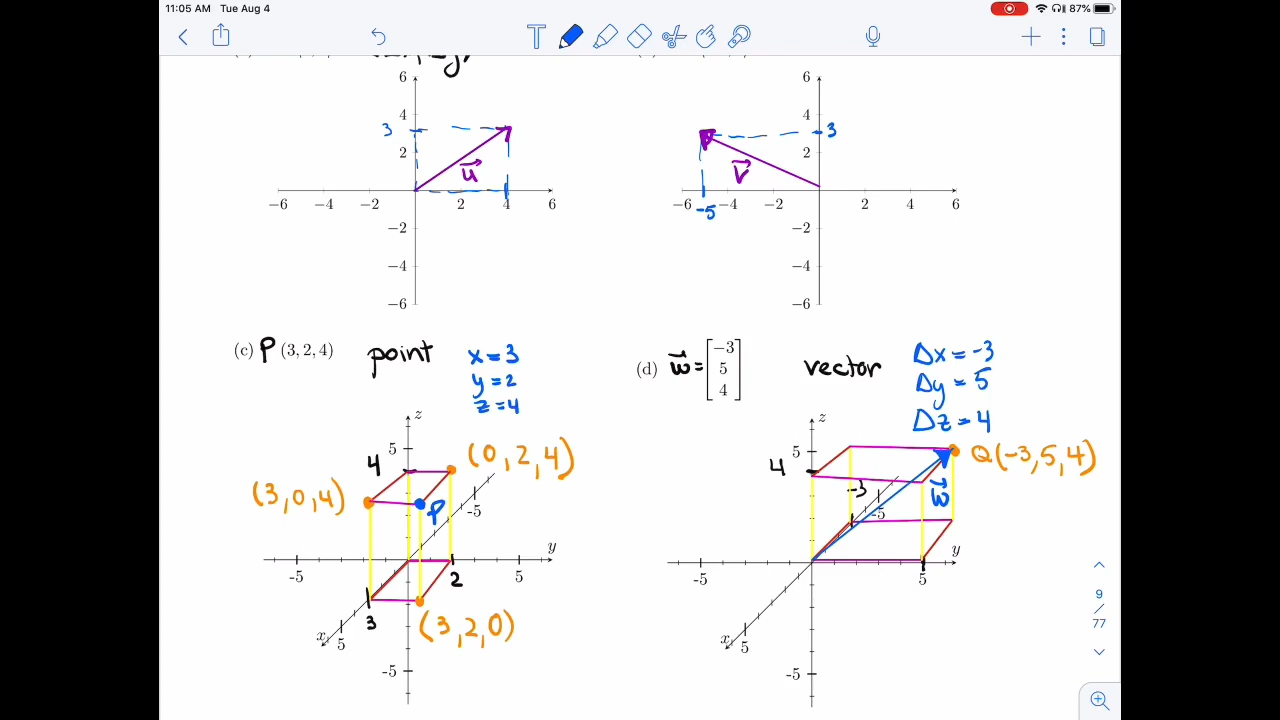 11:05 AM Tue Aug 4
87%
T
6
4
2
−2
−4
−6
−6 −4 −2 2 4 6
3
u
6
4
2
−2
−4
−6
−6 −4 −2 2 4 6
3
-5
v
(c) P (3, 2, 4) point
x = 3
y = 2
z = 4
(d) w = [−3 5 4] vector
Δx = -3
Δy = 5
Δz = 4
z
5
4
(0, 2, 4)
(3, 0, 4)
P
-5
y
-5
2
5
3
(3, 2, 0)
x
5
-5
z
5
4
Q(-3, 5, 4)
-3
w
-5
y
-5
5
x
5
-5
9
/
77